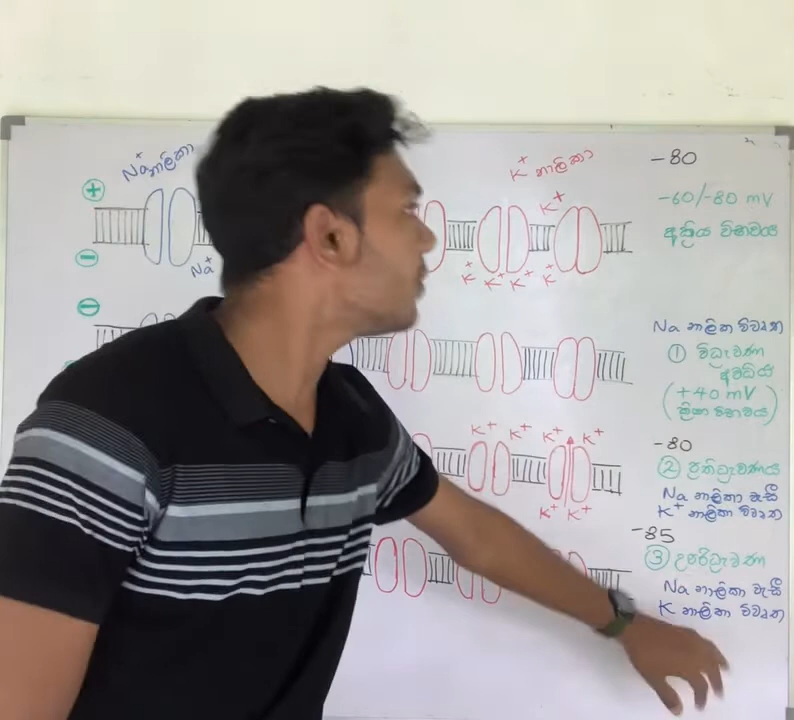 Na⁺ නාලිකා
K⁺ නාලිකා
-80
+
K⁺
-60/-80 mV
අක්‍රිය විභවය
-
Na⁺
K⁺ K⁺ K⁺ K⁺
-
Na නාලිකා විවෘත
① විධ්‍රැවණ
අවධිය
(+40 mV
ක්‍රියා විභවය)
K⁺ K⁺ K⁺ K⁺
-80
② ප්‍රතිධ්‍රැවණය
Na නාලිකා වැසී
K⁺ නාලිකා විවෘත
K⁺ K⁺
-85
③ උපරිධ්‍රැවණ
Na නාලිකා වැසී
K නාලිකා විවෘත